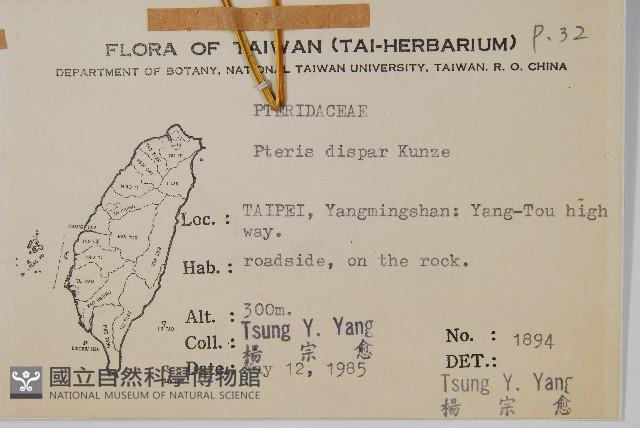 P.32
FLORA OF TAIWAN (TAI-HERBARIUM)
DEPARTMENT OF BOTANY, NATIONAL TAIWAN UNIVERSITY, TAIWAN, R. O. CHINA
PTERIDACEAE
Pteris dispar Kunze
Loc.: TAIPEI, Yangmingshan: Yang-Tou high
way.
Hab.: roadside, on the rock.
Alt.: 300m.
Coll.: Tsung Y. Yang
楊宗愈
No.: 1894
Date: May 12, 1985
DET.:
Tsung Y. Yang
楊宗愈
國立自然科學博物館
NATIONAL MUSEUM OF NATURAL SCIENCE